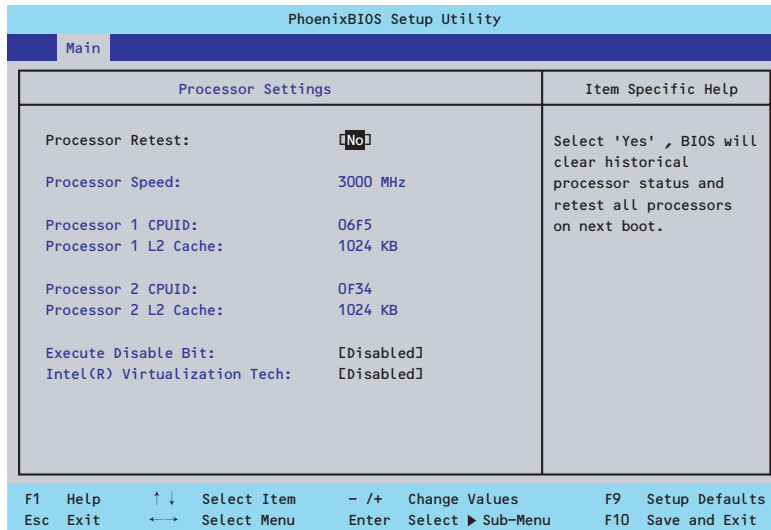 PhoenixBIOS Setup Utility
Main
Processor Settings
Processor Retest: [No]
Processor Speed: 3000 MHz
Processor 1 CPUID: 06F5
Processor 1 L2 Cache: 1024 KB
Processor 2 CPUID: 0F34
Processor 2 L2 Cache: 1024 KB
Execute Disable Bit: [Disabled]
Intel(R) Virtualization Tech: [Disabled]
Item Specific Help
Select 'Yes' , BIOS will
clear historical
processor status and
retest all processors
on next boot.
F1 Help ↑↓ Select Item - /+ Change Values F9 Setup Defaults
Esc Exit ←→ Select Menu Enter Select ▶ Sub-Menu F10 Save and Exit